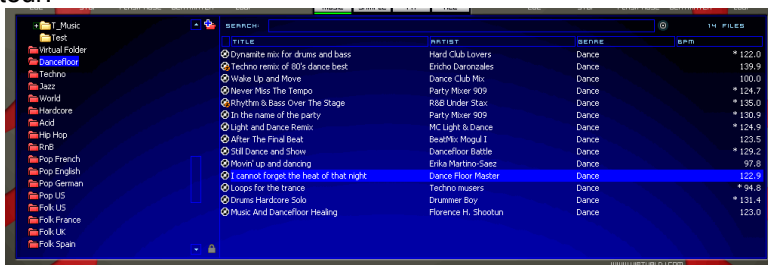 T_Music
Test
Virtual Folder
Dancefloor
Techno
Jazz
World
Hardcore
Acid
Hip Hop
RnB
Pop French
Pop English
Pop German
Pop US
Folk US
Folk France
Folk UK
Folk Spain
SEARCH: 14 FILES
TITLE ARTIST GENRE BPM
Dynamite mix for drums and bass Hard Club Lovers Dance * 122.0
Techno remix of 80's dance best Ericho Daronzales Dance 139.9
Wake Up and Move Dance Club Mix Dance 100.0
Never Miss The Tempo Party Mixer 909 Dance * 124.7
Rhythm & Bass Over The Stage R&B Under Stax Dance * 135.0
In the name of the party Party Mixer 909 Dance * 130.9
Light and Dance Remix MC Light & Dance Dance * 124.9
After The Final Beat BeatMix Mogul I Dance 123.5
Still Dance and Show Dancefloor Battle Dance * 129.2
Movin' up and dancing Erika Martino-Saez Dance 97.8
I cannot forget the heat of that night Dance Floor Master Dance 122.9
Loops for the trance Techno musers Dance * 94.8
Drums Hardcore Solo Drummer Boy Dance * 131.4
Music And Dancefloor Healing Florence H. Shootun Dance 123.0